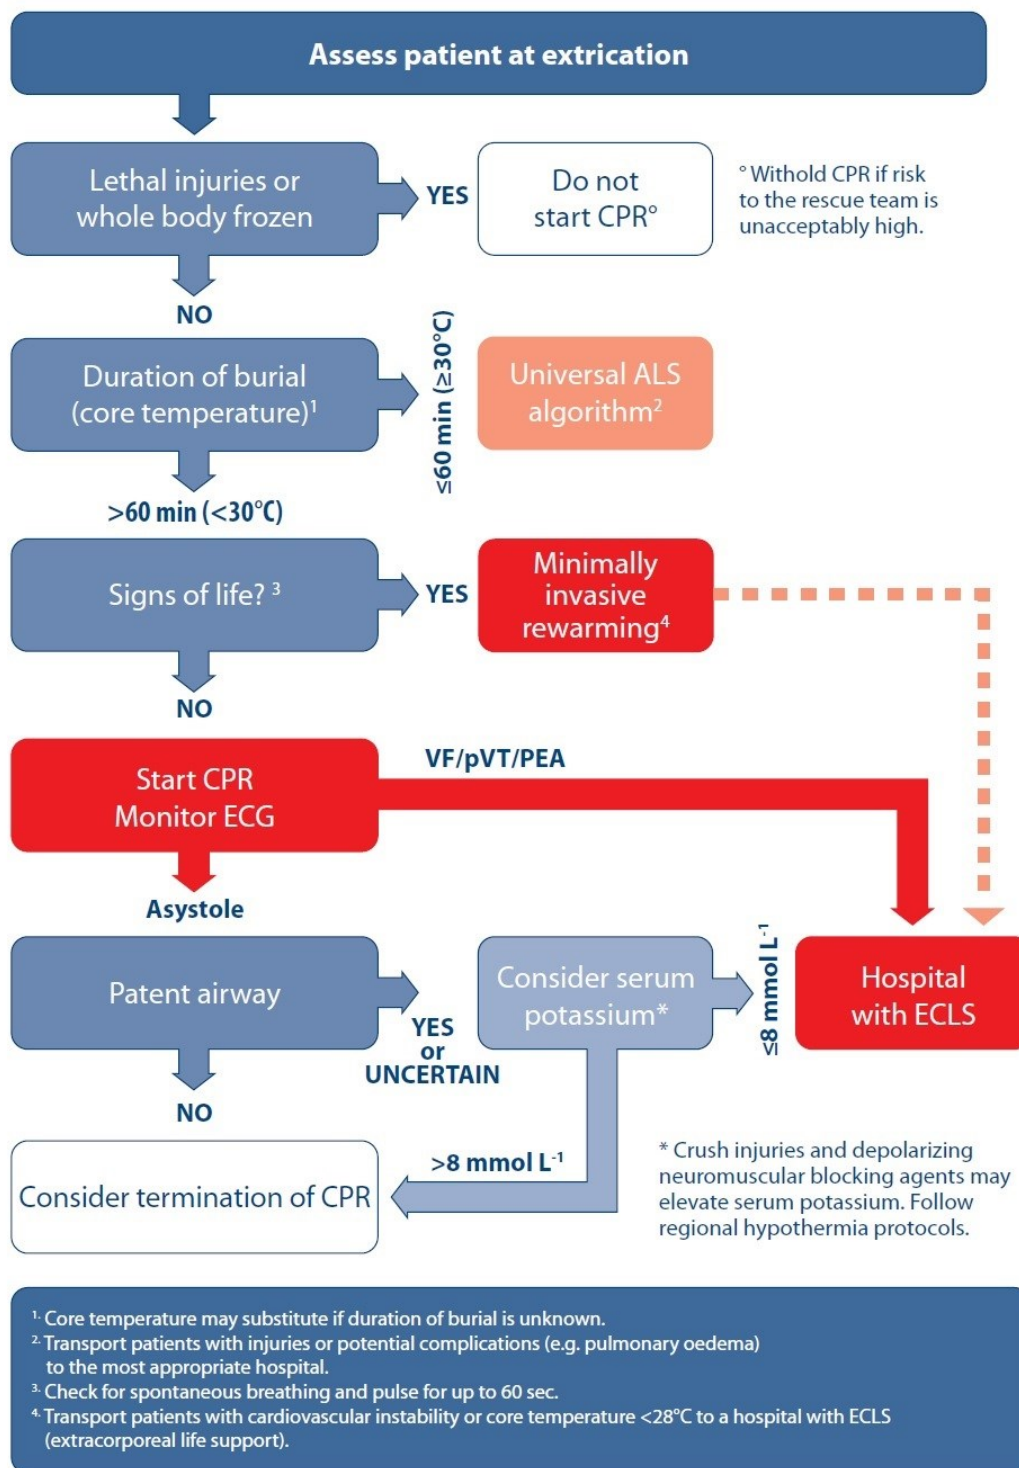 Assess patient at extrication
Lethal injuries or
whole body frozen
YES
Do not
start CPR°
° Withold CPR if risk
to the rescue team is
unacceptably high.
NO
Duration of burial
(core temperature)¹
≤60 min (≥30°C)
Universal ALS
algorithm²
>60 min (<30°C)
Signs of life? ³
YES
Minimally
invasive
rewarming⁴
NO
Start CPR
Monitor ECG
VF/pVT/PEA
Asystole
Patent airway
YES
or
UNCERTAIN
Consider serum
potassium*
≤8 mmol L⁻¹
Hospital
with ECLS
NO
>8 mmol L⁻¹
Consider termination of CPR
* Crush injuries and depolarizing
neuromuscular blocking agents may
elevate serum potassium. Follow
regional hypothermia protocols.
¹· Core temperature may substitute if duration of burial is unknown.
²· Transport patients with injuries or potential complications (e.g. pulmonary oedema)
to the most appropriate hospital.
³· Check for spontaneous breathing and pulse for up to 60 sec.
⁴· Transport patients with cardiovascular instability or core temperature <28°C to a hospital with ECLS
(extracorporeal life support).